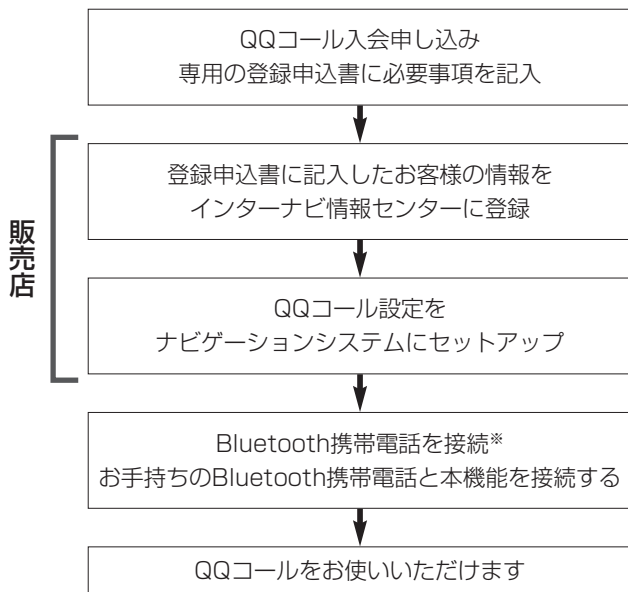 QQコール入会申し込み
専用の登録申込書に必要事項を記入
販売店
登録申込書に記入したお客様の情報を
インターナビ情報センターに登録
QQコール設定を
ナビゲーションシステムにセットアップ
Bluetooth携帯電話を接続※
お手持ちのBluetooth携帯電話と本機能を接続する
QQコールをお使いいただけます